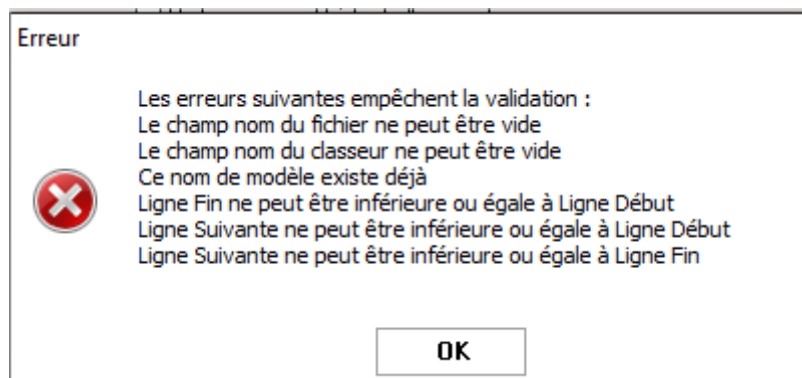 Erreur
Les erreurs suivantes empêchent la validation :
Le champ nom du fichier ne peut être vide
Le champ nom du classeur ne peut être vide
Ce nom de modèle existe déjà
Ligne Fin ne peut être inférieure ou égale à Ligne Début
Ligne Suivante ne peut être inférieure ou égale à Ligne Début
Ligne Suivante ne peut être inférieure ou égale à Ligne Fin
OK